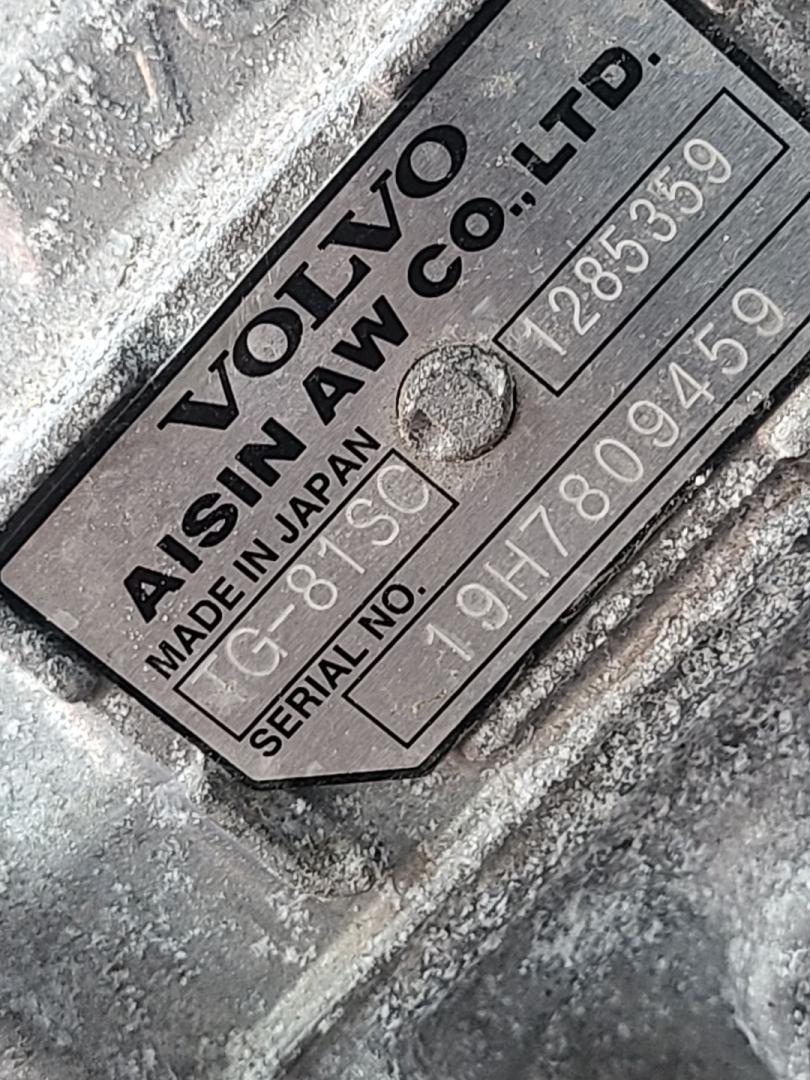 VOLVO
AISIN AW CO.,LTD.
MADE IN JAPAN
1285359
TG-81SC
SERIAL NO.
19H7809459